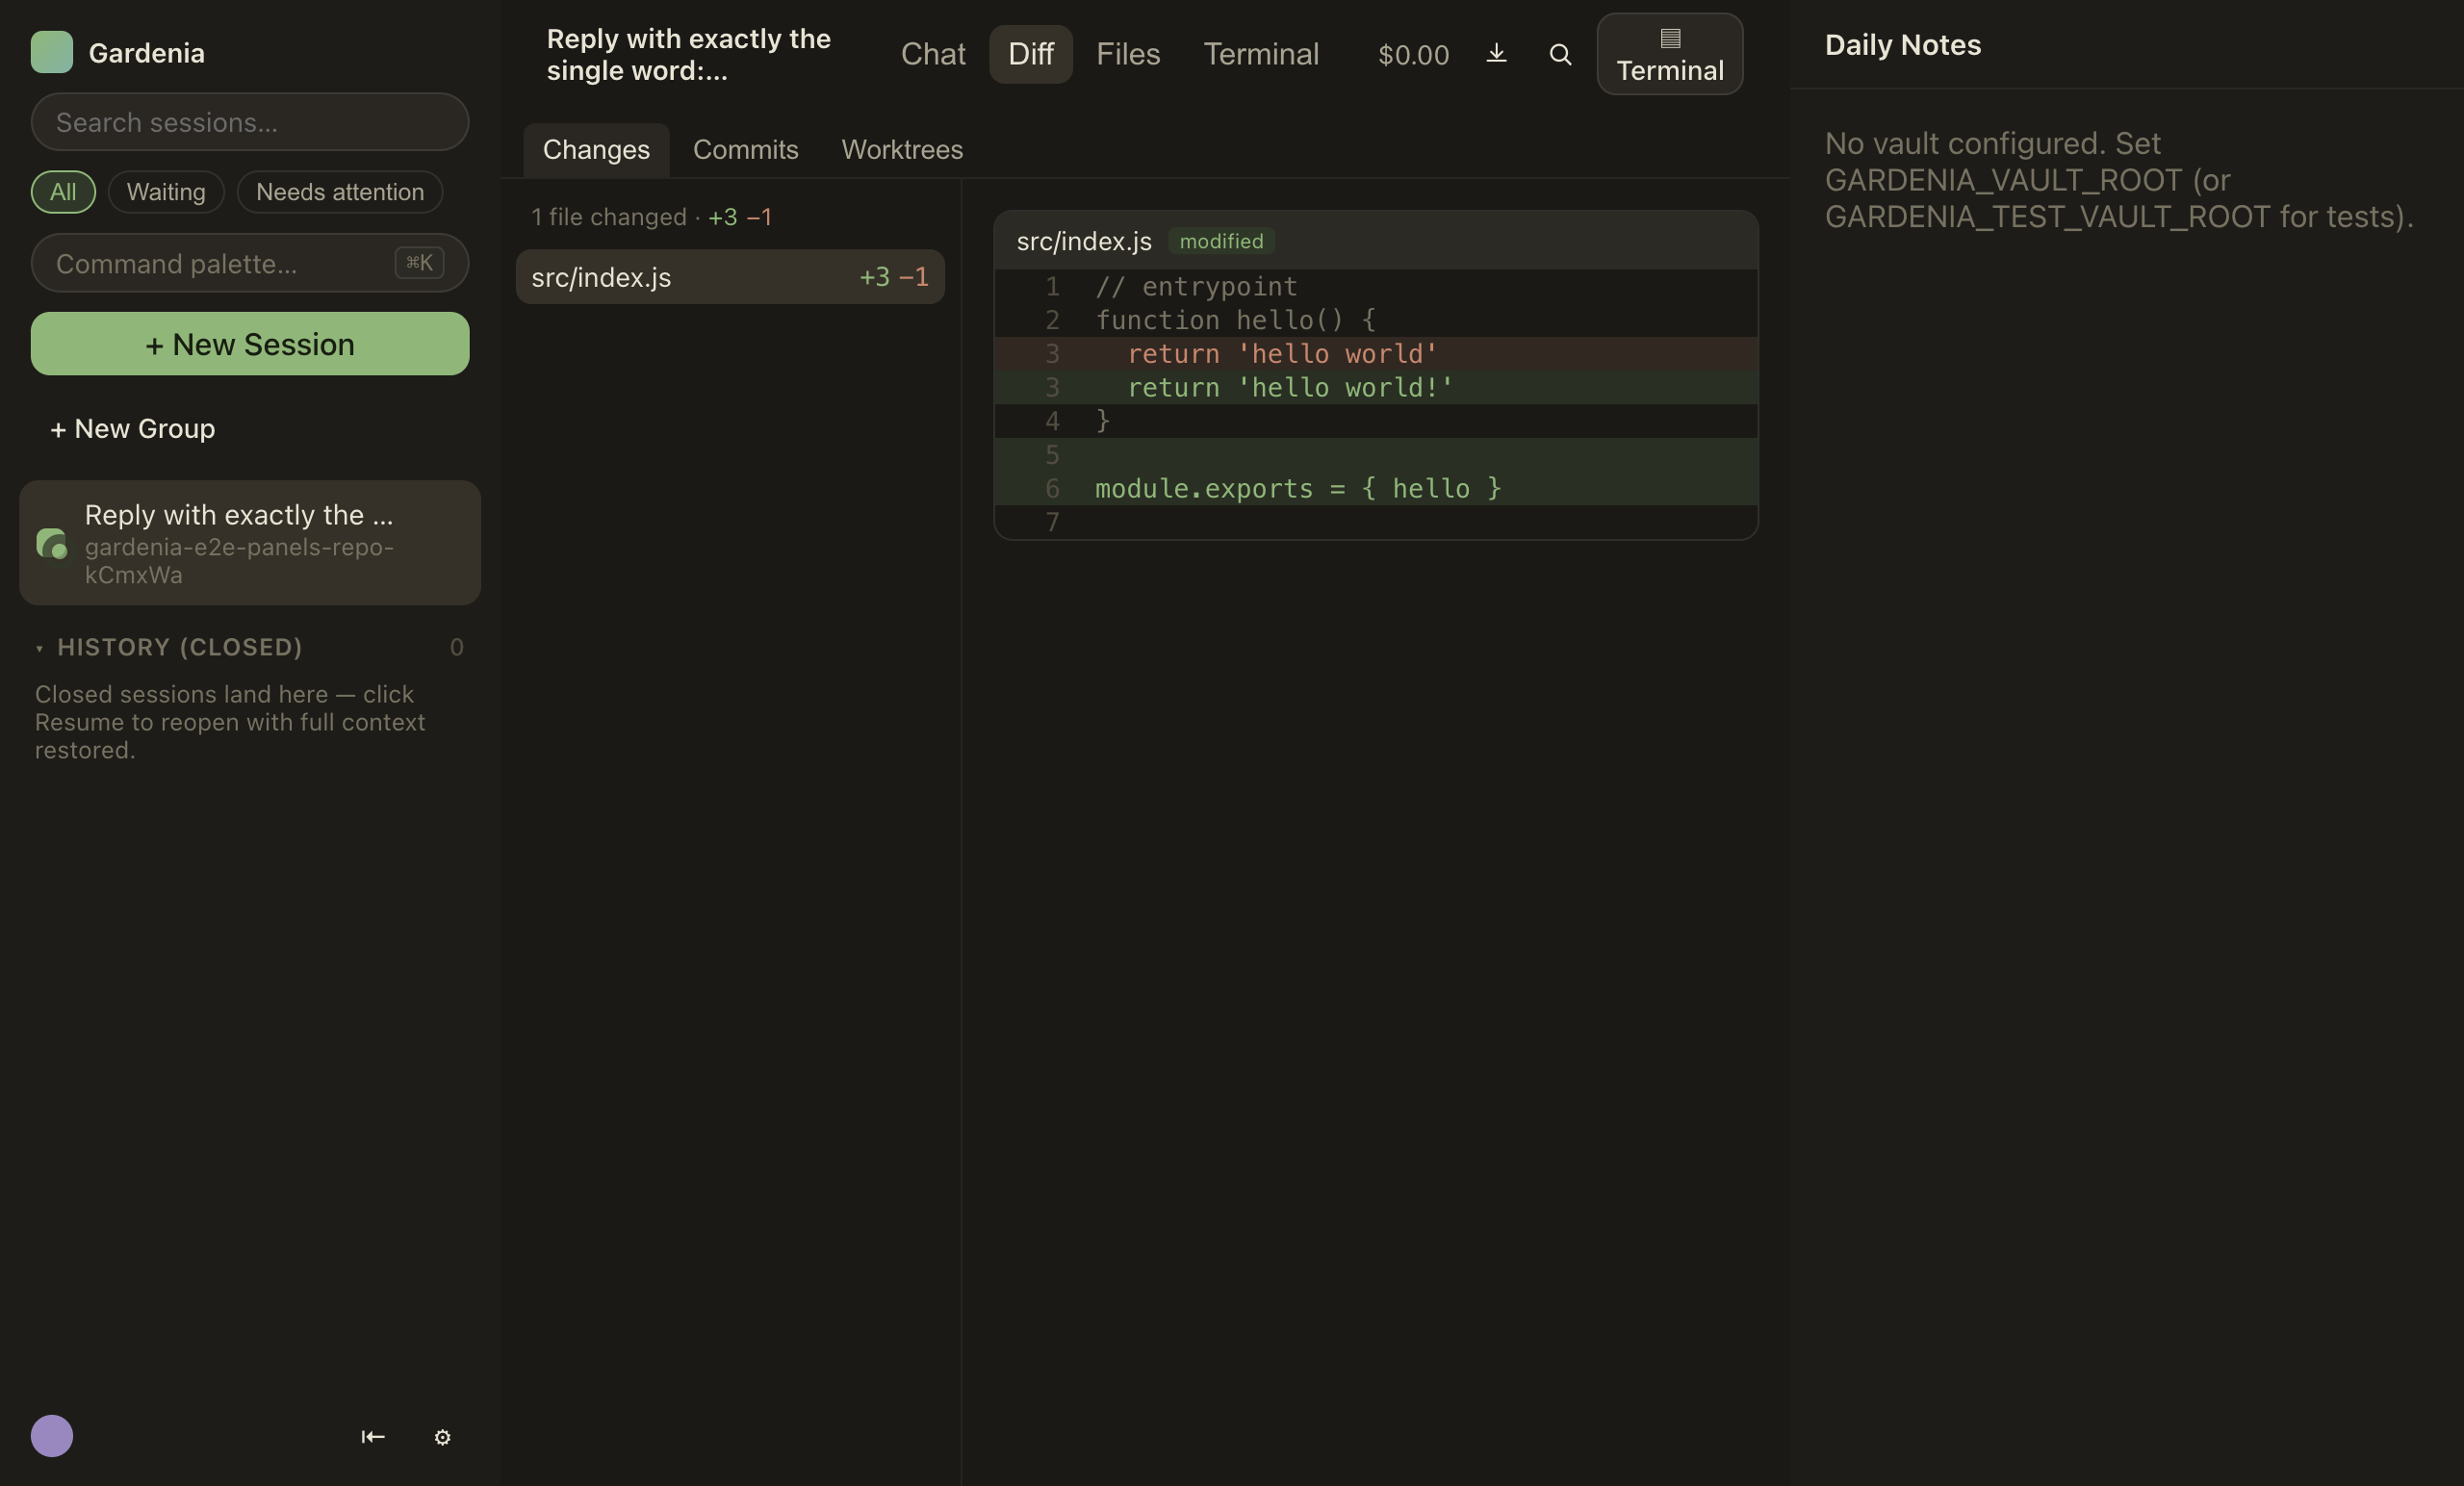 Gardenia
Search sessions...
All
Waiting
Needs attention
Command palette... ⌘K
+ New Session
+ New Group
Reply with exactly the ...
gardenia-e2e-panels-repo-
kCmxWa
▾ HISTORY (CLOSED) 0
Closed sessions land here — click
Resume to reopen with full context
restored.
Reply with exactly the
single word:...
Chat
Diff
Files
Terminal
$0.00
Terminal
Changes
Commits
Worktrees
1 file changed · +3 −1
src/index.js +3 −1
src/index.js modified
1 // entrypoint
2 function hello() {
3   return 'hello world'
3   return 'hello world!'
4 }
5
6 module.exports = { hello }
7
Daily Notes
No vault configured. Set
GARDENIA_VAULT_ROOT (or
GARDENIA_TEST_VAULT_ROOT for tests).